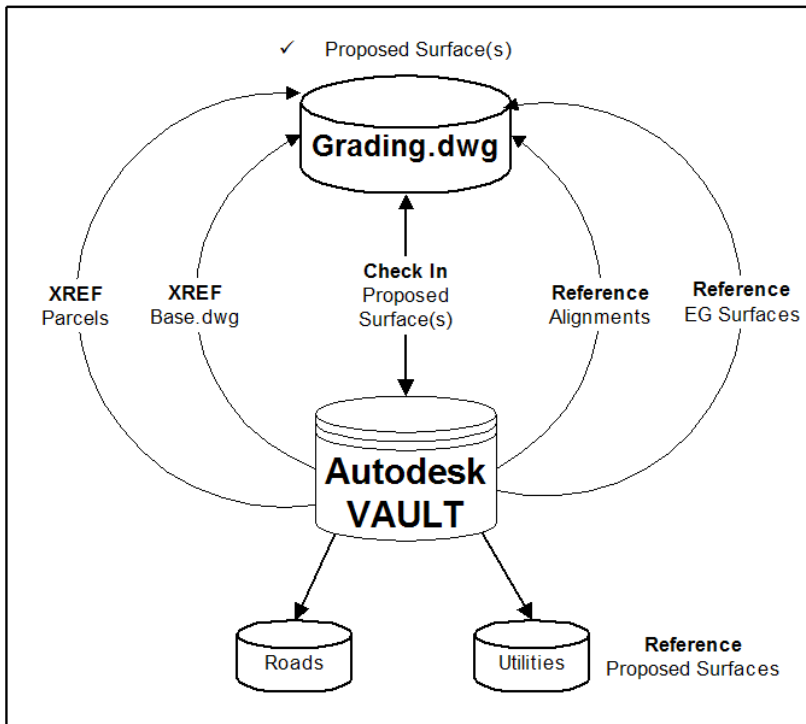 ✓ Proposed Surface(s)
Grading.dwg
XREF
Parcels
XREF
Base.dwg
Check In
Proposed
Surface(s)
Reference
Alignments
Reference
EG Surfaces
Autodesk
VAULT
Roads
Utilities
Reference
Proposed Surfaces